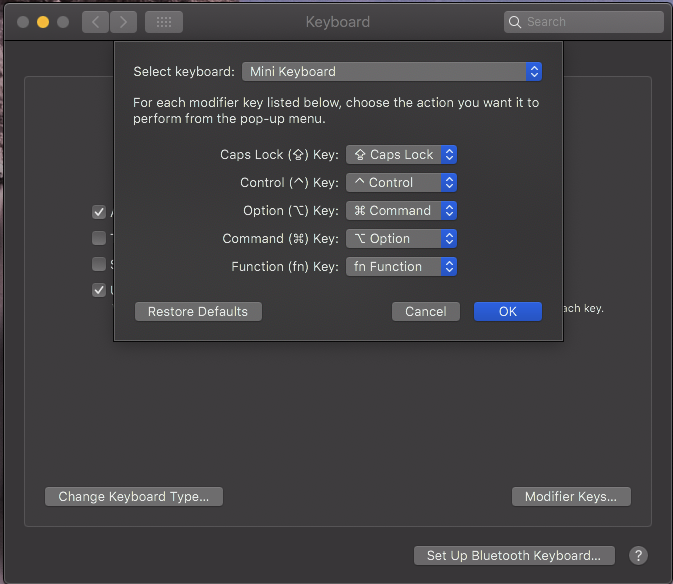 Keyboard
Search
Select keyboard: Mini Keyboard
For each modifier key listed below, choose the action you want it to
perform from the pop-up menu.
Caps Lock (⇪) Key: ⇪ Caps Lock
Control (^) Key: ^ Control
Option (⌥) Key: ⌘ Command
Command (⌘) Key: ⌥ Option
Function (fn) Key: fn Function
ach key.
Restore Defaults Cancel OK
Change Keyboard Type... Modifier Keys...
Set Up Bluetooth Keyboard... ?